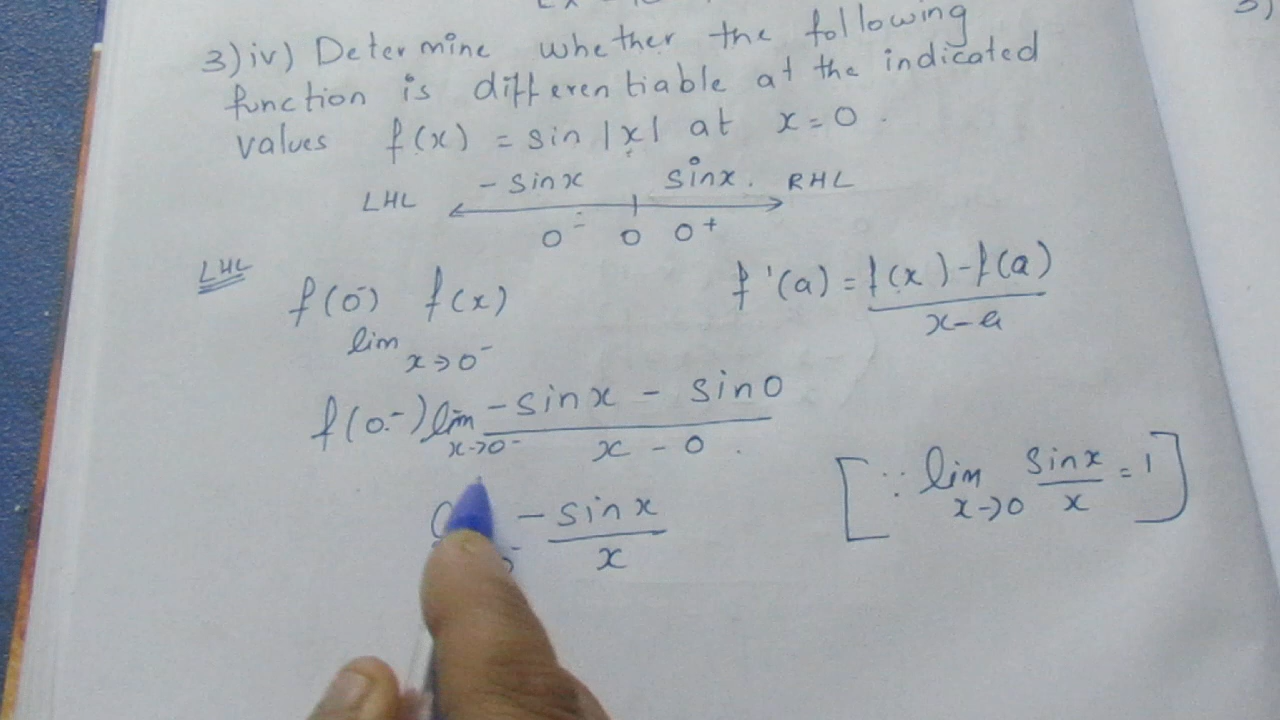 3) iv) Determine whether the following
function is differentiable at the indicated
values f(x) = sin |x| at x = 0 .
- sinx sinx . RHL
LHL
0⁻ 0 0⁺
LHL
f(0⁻) f(x) f'(a) = f(x) - f(a) / x - a
lim x→0⁻
f(0⁻) lim x→0⁻ -sinx - sin0 / x - 0 .
- sinx / x [∵ lim x→0 sinx / x = 1]